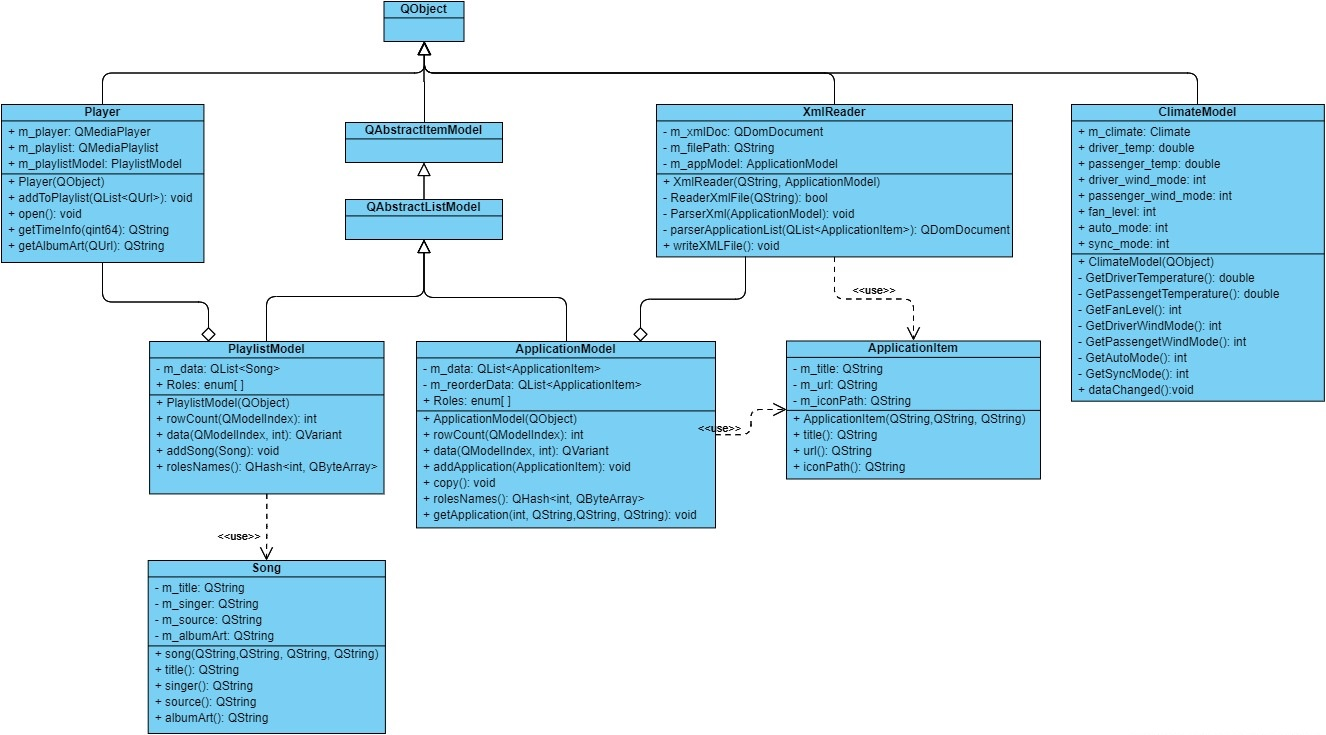 QObject
Player
+ m_player: QMediaPlayer
+ m_playlist: QMediaPlaylist
+ m_playlistModel: PlaylistModel
+ Player(QObject)
+ addToPlaylist(QList<QUrl>): void
+ open(): void
+ getTimeInfo(qint64): QString
+ getAlbumArt(QUrl): QString
QAbstractItemModel
QAbstractListModel
XmlReader
- m_xmlDoc: QDomDocument
- m_filePath: QString
- m_appModel: ApplicationModel
+ XmlReader(QString, ApplicationModel)
- ReaderXmlFile(QString): bool
- ParserXml(ApplicationModel): void
- parserApplicationList(QList<ApplicationItem>): QDomDocument
+ writeXMLFile(): void
ClimateModel
+ m_climate: Climate
+ driver_temp: double
+ passenger_temp: double
+ driver_wind_mode: int
+ passenger_wind_mode: int
+ fan_level: int
+ auto_mode: int
+ sync_mode: int
+ ClimateModel(QObject)
- GetDriverTemperature(): double
- GetPassengetTemperature(): double
- GetFanLevel(): int
- GetDriverWindMode(): int
- GetPassengetWindMode(): int
- GetAutoMode(): int
- GetSyncMode(): int
+ dataChanged():void
<<use>>
PlaylistModel
- m_data: QList<Song>
+ Roles: enum[ ]
+ PlaylistModel(QObject)
+ rowCount(QModelIndex): int
+ data(QModelIndex, int): QVariant
+ addSong(Song): void
+ rolesNames(): QHash<int, QByteArray>
ApplicationModel
- m_data: QList<ApplicationItem>
- m_reorderData: QList<ApplicationItem>
+ Roles: enum[ ]
+ ApplicationModel(QObject)
+ rowCount(QModelIndex): int
+ data(QModelIndex, int): QVariant
+ addApplication(ApplicationItem): void
+ copy(): void
+ rolesNames(): QHash<int, QByteArray>
+ getApplication(int, QString,QString, QString): void
<<use>>
ApplicationItem
- m_title: QString
- m_url: QString
- m_iconPath: QString
+ ApplicationItem(QString,QString, QString)
+ title(): QString
+ url(): QString
+ iconPath(): QString
<<use>>
Song
- m_title: QString
- m_singer: QString
- m_source: QString
- m_albumArt: QString
+ song(QString,QString, QString, QString)
+ title(): QString
+ singer(): QString
+ source(): QString
+ albumArt(): QString